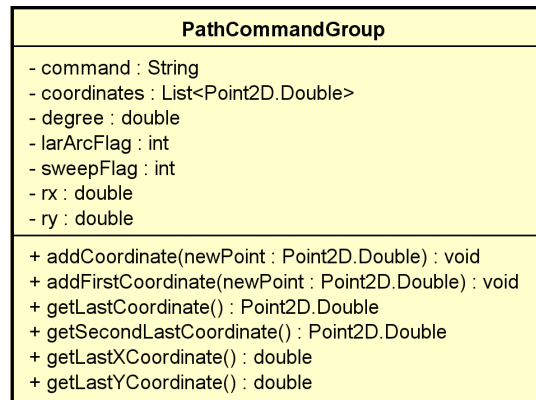 PathCommandGroup
- command : String
- coordinates : List<Point2D.Double>
- degree : double
- larArcFlag : int
- sweepFlag : int
- rx : double
- ry : double
+ addCoordinate(newPoint : Point2D.Double) : void
+ addFirstCoordinate(newPoint : Point2D.Double) : void
+ getLastCoordinate() : Point2D.Double
+ getSecondLastCoordinate() : Point2D.Double
+ getLastXCoordinate() : double
+ getLastYCoordinate() : double